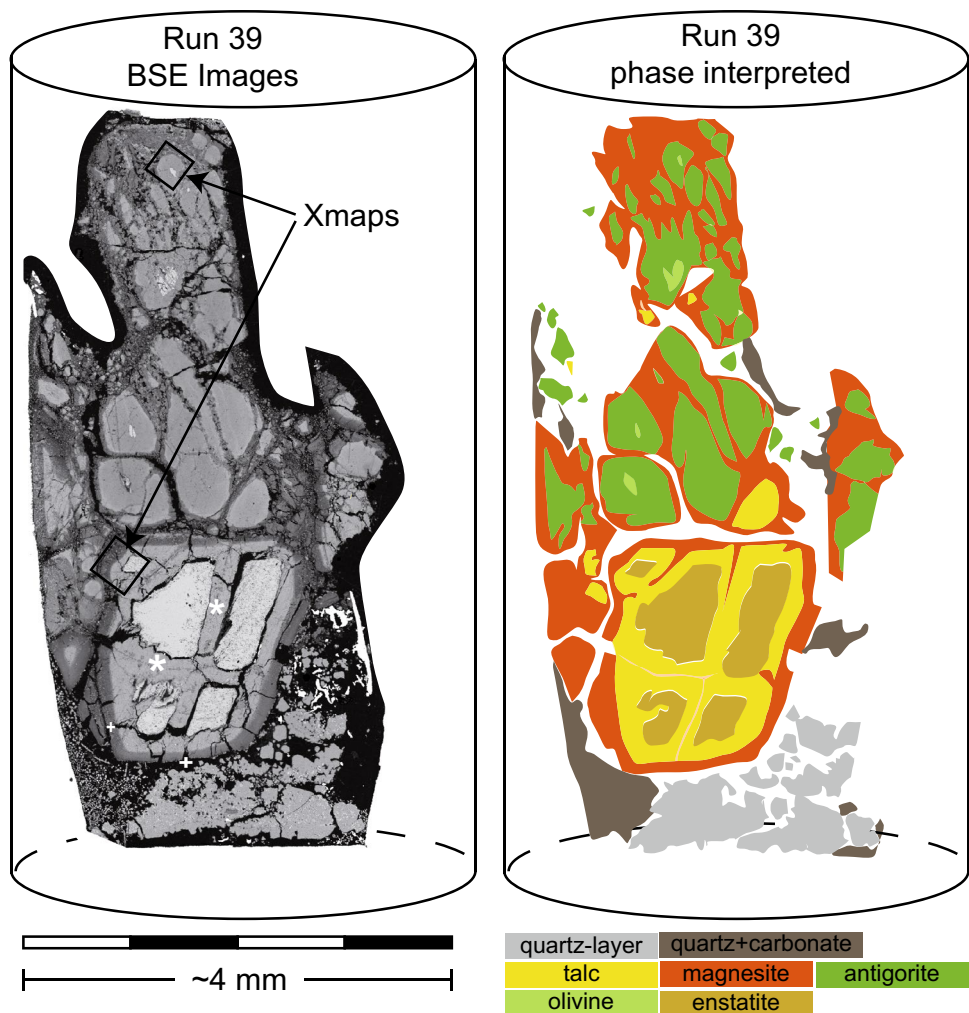 Run 39
BSE Images
Xmaps
*
*
+
+
~4 mm
Run 39
phase interpreted
quartz-layer quartz+carbonate
talc magnesite antigorite
olivine enstatite